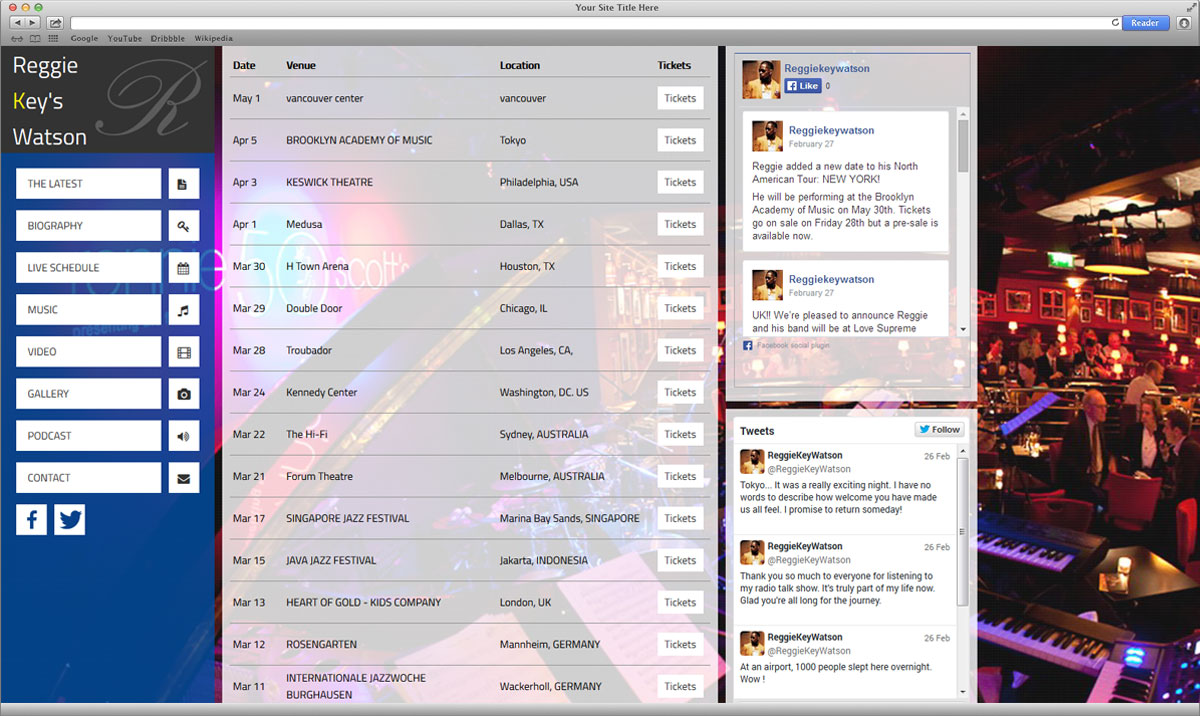 Your Site Title Here
Reader
Google YouTube Dribbble Wikipedia
Reggie
Key's
Watson
R
THE LATEST
BIOGRAPHY
LIVE SCHEDULE
MUSIC
VIDEO
GALLERY
PODCAST
CONTACT
Date Venue Location Tickets
May 1 vancouver center vancouver Tickets
Apr 5 BROOKLYN ACADEMY OF MUSIC Tokyo Tickets
Apr 3 KESWICK THEATRE Philadelphia, USA Tickets
Apr 1 Medusa Dallas, TX Tickets
Mar 30 H Town Arena Houston, TX Tickets
Mar 29 Double Door Chicago, IL Tickets
Mar 28 Troubador Los Angeles, CA, Tickets
Mar 24 Kennedy Center Washington, DC. US Tickets
Mar 22 The Hi-Fi Sydney, AUSTRALIA Tickets
Mar 21 Forum Theatre Melbourne, AUSTRALIA Tickets
Mar 17 SINGAPORE JAZZ FESTIVAL Marina Bay Sands, SINGAPORE Tickets
Mar 15 JAVA JAZZ FESTIVAL Jakarta, INDONESIA Tickets
Mar 13 HEART OF GOLD - KIDS COMPANY London, UK Tickets
Mar 12 ROSENGARTEN Mannheim, GERMANY Tickets
Mar 11 INTERNATIONALE JAZZWOCHE
BURGHAUSEN Wackerholl, GERMANY Tickets
50
scott's
Reggiekeywatson
Like 0
Reggiekeywatson
February 27
Reggie added a new date to his North
American Tour: NEW YORK!
He will be performing at the Brooklyn
Academy of Music on May 30th. Tickets
go on sale on Friday 28th but a pre-sale is
available now.
Reggiekeywatson
February 27
UK!! We're pleased to announce Reggie
and his band will be at Love Supreme
Facebook social plugin
Tweets Follow
ReggieKeyWatson 26 Feb
@ReggieKeyWatson
Tokyo... It was a really exciting night. I have no
words to describe how welcome you have made
us all feel. I promise to return someday!
ReggieKeyWatson 26 Feb
@ReggieKeyWatson
Thank you so much to everyone for listening to
my radio talk show. It's truly part of my life now.
Glad you're all long for the journey.
ReggieKeyWatson 26 Feb
@ReggieKeyWatson
At an airport, 1000 people slept here overnight.
Wow !